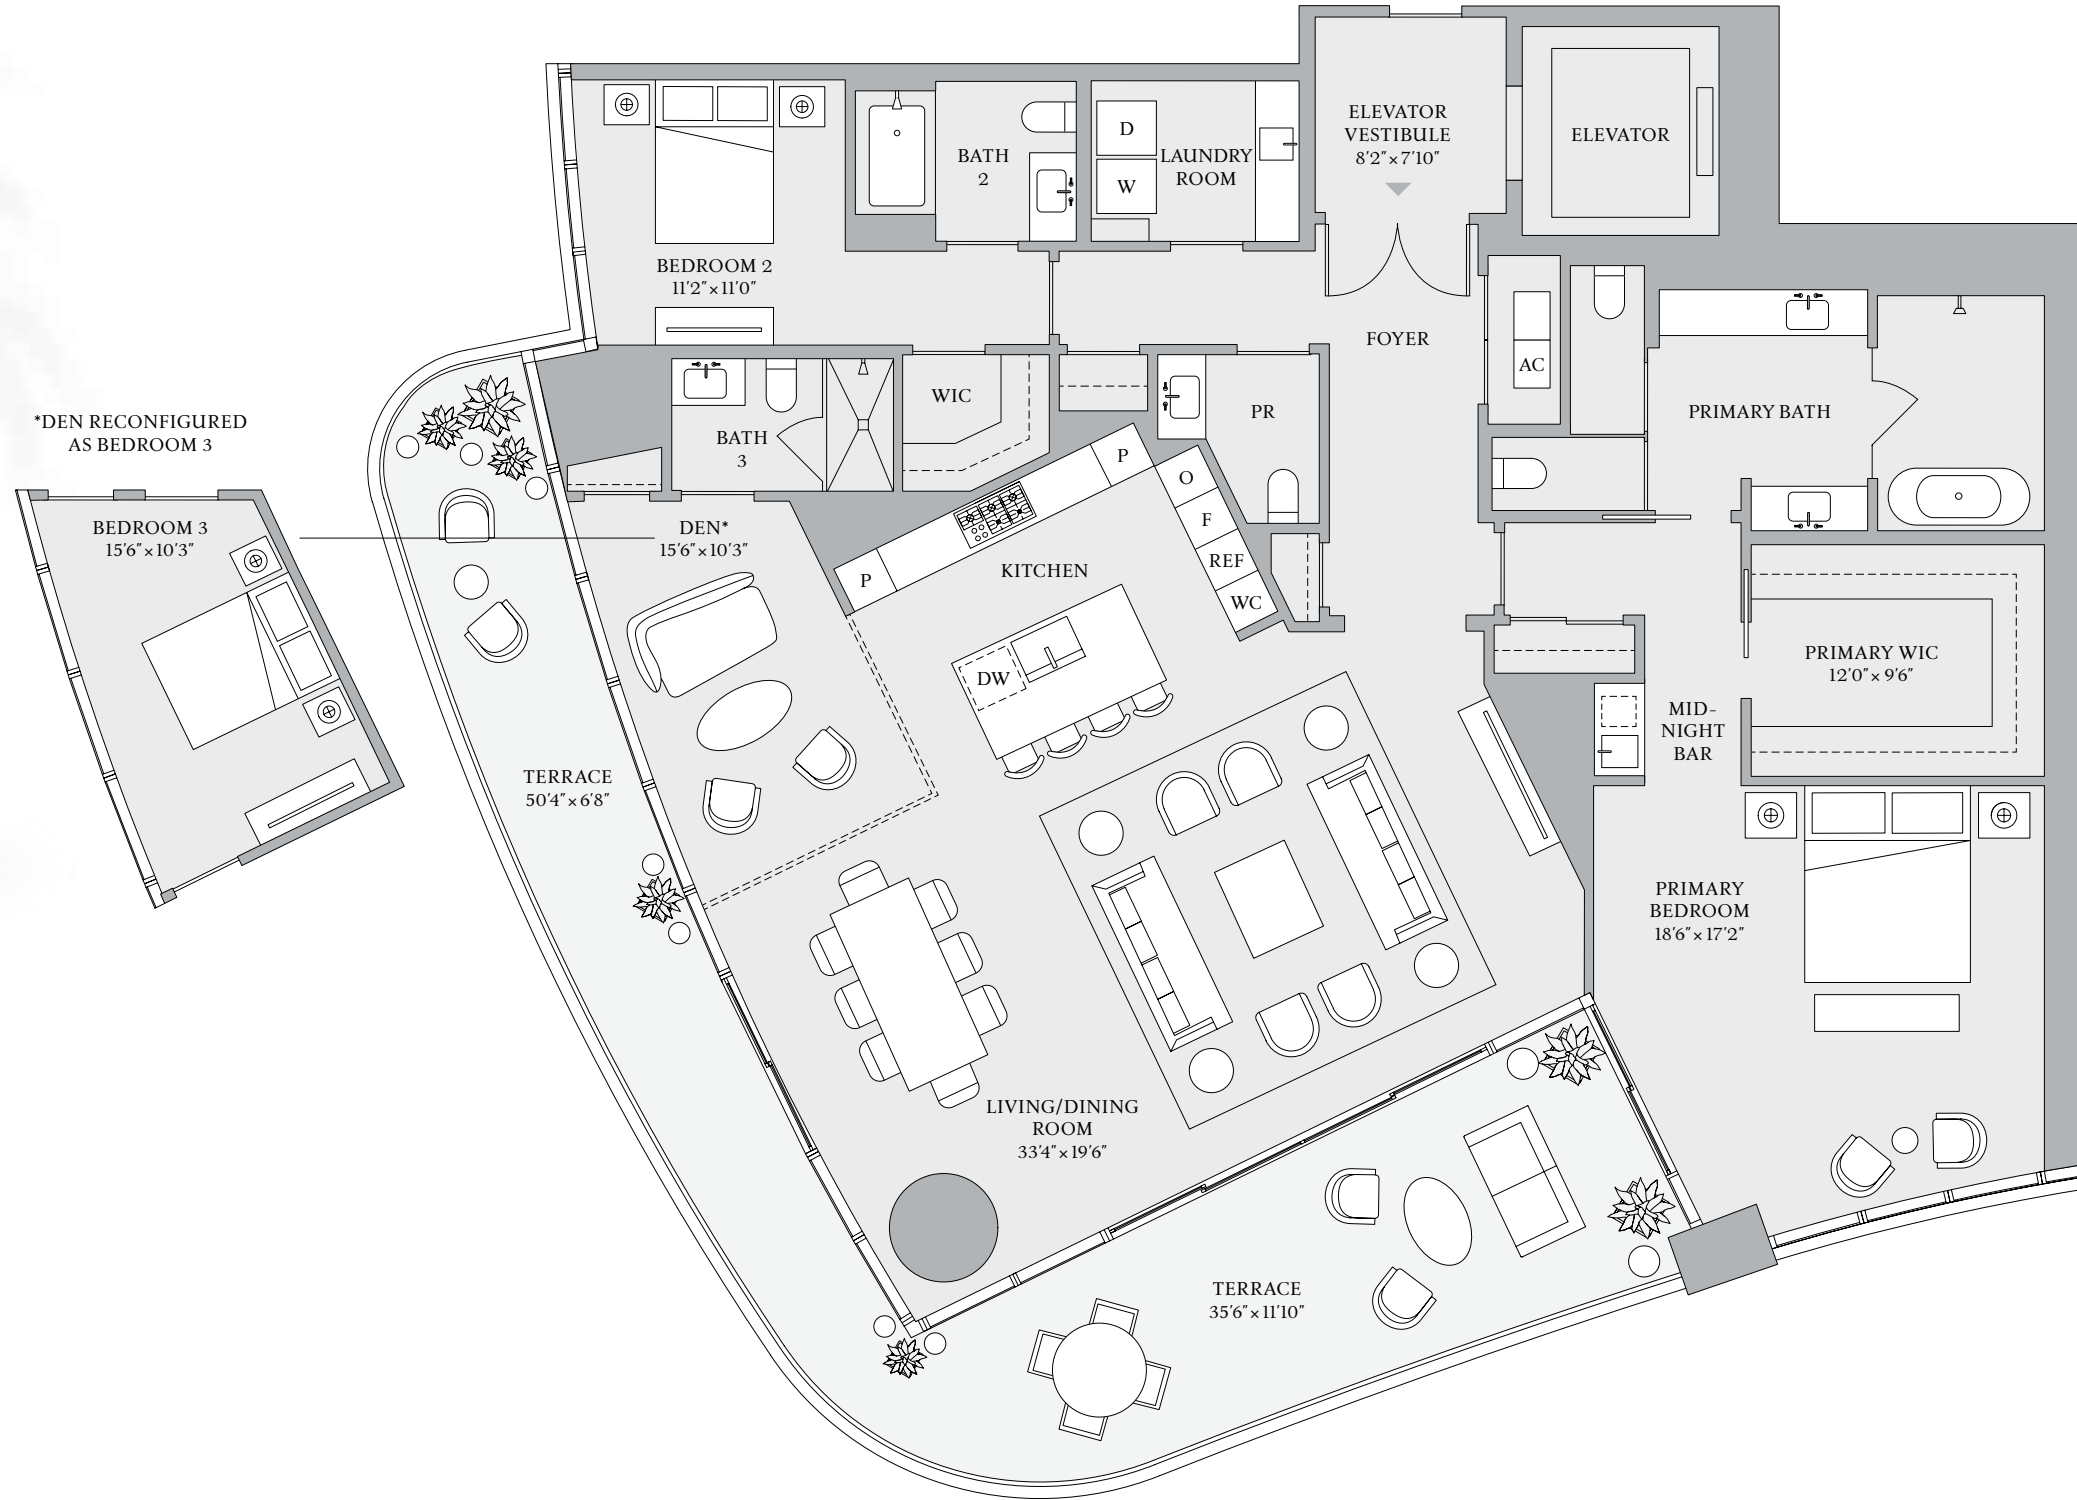 ELEVATOR
VESTIBULE
8'2" × 7'10"
ELEVATOR
D
W
LAUNDRY
ROOM
BATH
2
BEDROOM 2
11'2" × 11'0"
FOYER
AC
PRIMARY BATH
WIC
PR
BATH
3
*DEN RECONFIGURED
AS BEDROOM 3
BEDROOM 3
15'6" × 10'3"
DEN*
15'6" × 10'3"
P
P
KITCHEN
O
F
REF
WC
DW
PRIMARY WIC
12'0" × 9'6"
MID-
NIGHT
BAR
TERRACE
50'4" × 6'8"
PRIMARY
BEDROOM
18'6" × 17'2"
LIVING/DINING
ROOM
33'4" × 19'6"
TERRACE
35'6" × 11'10"